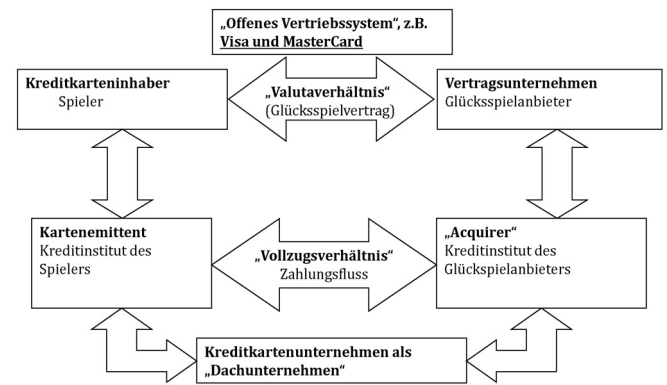 „Offenes Vertriebssystem“, z.B.
Visa und MasterCard
Kreditkarteninhaber
Spieler
„Valutaverhältnis“
(Glücksspielvertrag)
Vertragsunternehmen
Glücksspielanbieter
Kartenemittent
Kreditinstitut des
Spielers
„Vollzugsverhältnis“
Zahlungsfluss
„Acquirer“
Kreditinstitut des
Glückspielanbieters
Kreditkartenunternehmen als
„Dachunternehmen“